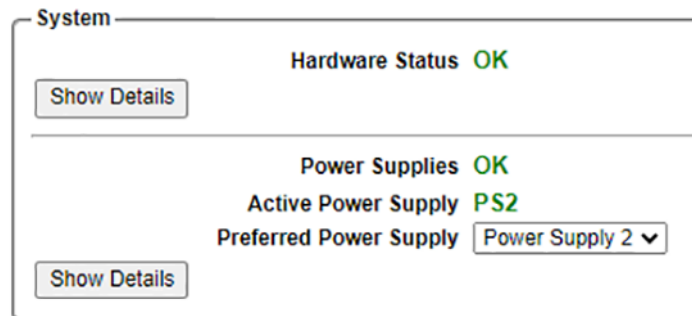 System
Hardware Status OK
Show Details
Power Supplies OK
Active Power Supply PS2
Preferred Power Supply Power Supply 2
Show Details